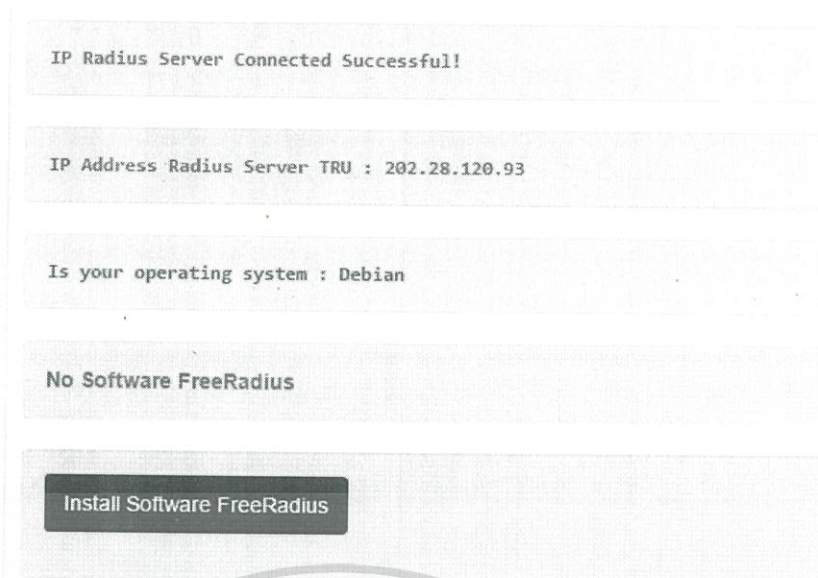 IP Radius Server Connected Successful!
IP Address Radius Server TRU : 202.28.120.93
Is your operating system : Debian
No Software FreeRadius
Install Software FreeRadius